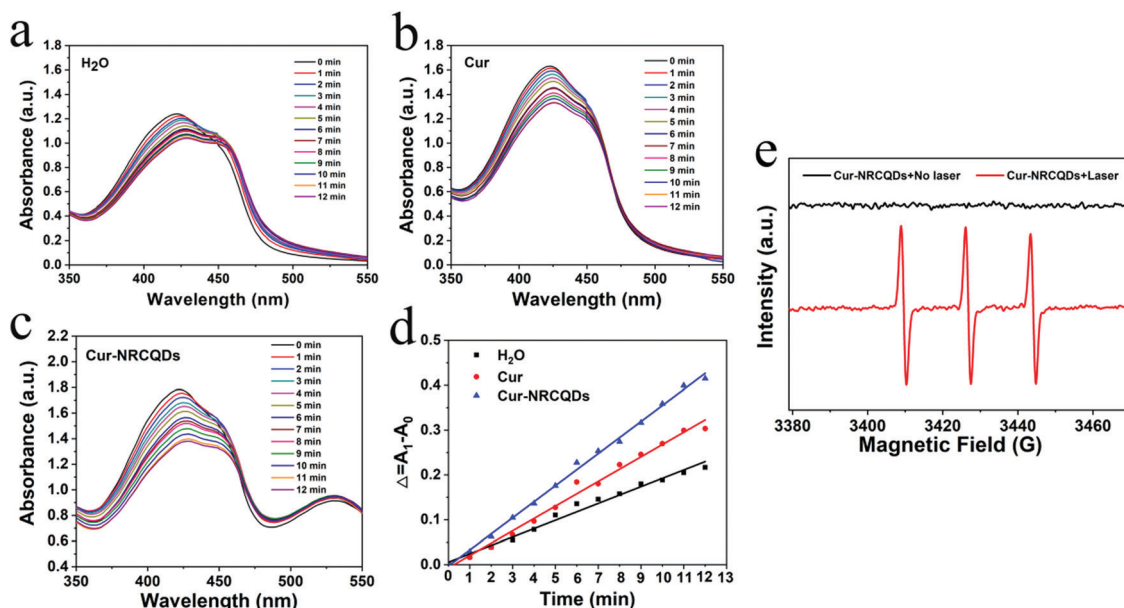 a
H₂O
0 min
1 min
2 min
3 min
4 min
5 min
6 min
7 min
8 min
9 min
10 min
11 min
12 min
Absorbance (a.u.)
1.8
1.6
1.4
1.2
1.0
0.8
0.6
0.4
0.2
0.0
350 400 450 500 550
Wavelength (nm)
b
Cur
0 min
1 min
2 min
3 min
4 min
5 min
6 min
7 min
8 min
9 min
10 min
11 min
12 min
Absorbance (a.u.)
1.8
1.6
1.4
1.2
1.0
0.8
0.6
0.4
0.2
0.0
350 400 450 500 550
Wavelength (nm)
c
Cur-NRCQDs
0 min
1 min
2 min
3 min
4 min
5 min
6 min
7 min
8 min
9 min
10 min
11 min
12 min
Absorbance (a.u.)
2.2
2.0
1.8
1.6
1.4
1.2
1.0
0.8
0.6
0.4
350 400 450 500 550
Wavelength (nm)
d
H₂O
Cur
Cur-NRCQDs
△=A₁-A₀
0.5
0.4
0.3
0.2
0.1
0.0
0 1 2 3 4 5 6 7 8 9 10 11 12 13
Time (min)
e
Cur-NRCQDs+No laser Cur-NRCQDs+Laser
Intensity (a.u.)
3380 3400 3420 3440 3460
Magnetic Field (G)